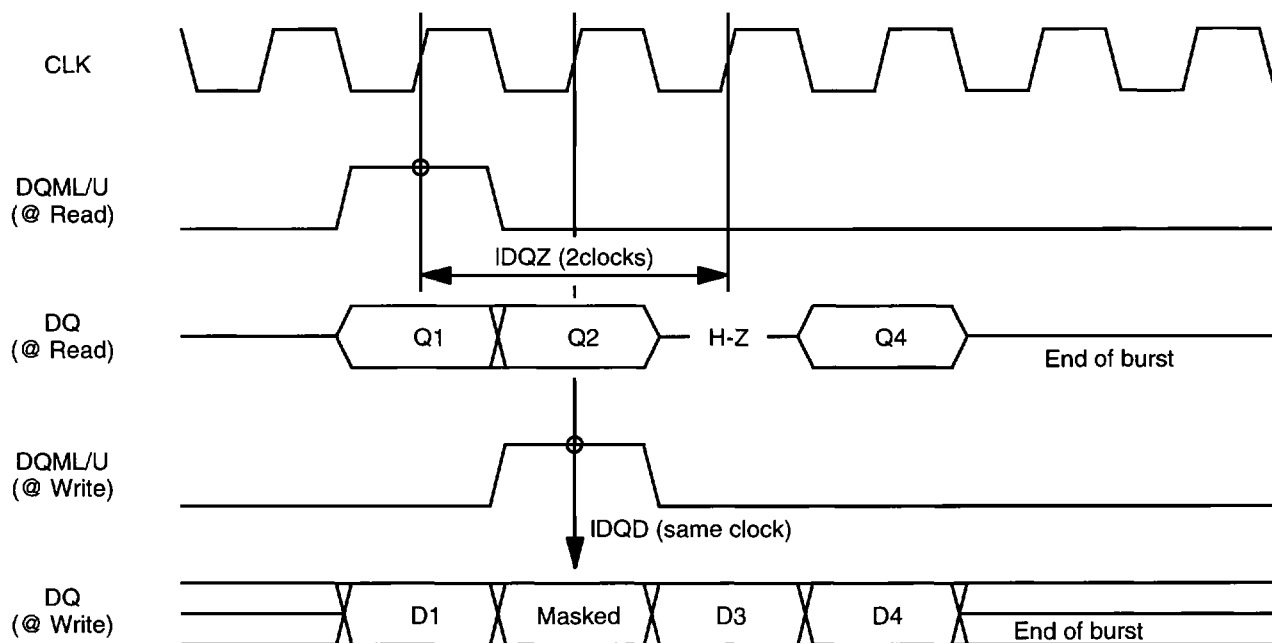 CLK
DQML/U
(@ Read)
IDQZ (2clocks)
DQ
(@ Read)
Q1
Q2
H-Z
Q4
End of burst
DQML/U
(@ Write)
IDQD (same clock)
DQ
(@ Write)
D1
Masked
D3
D4
End of burst